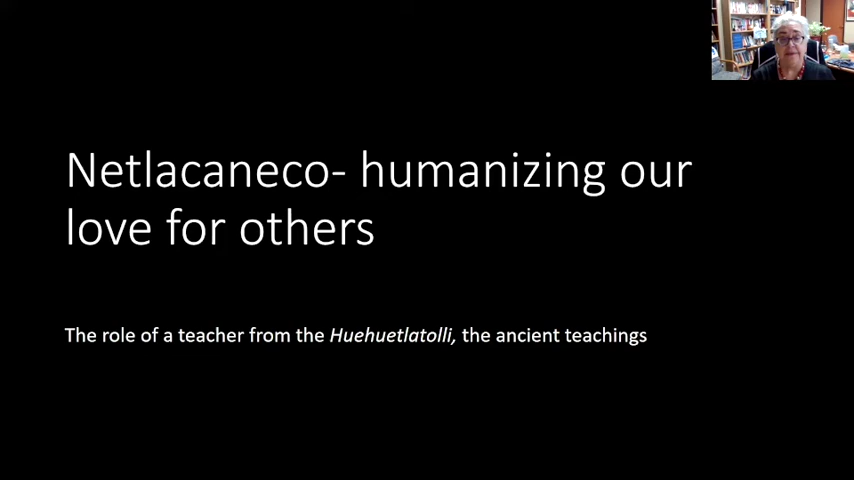 Netlacaneco- humanizing our
love for others
The role of a teacher from the Huehuetlatolli, the ancient teachings